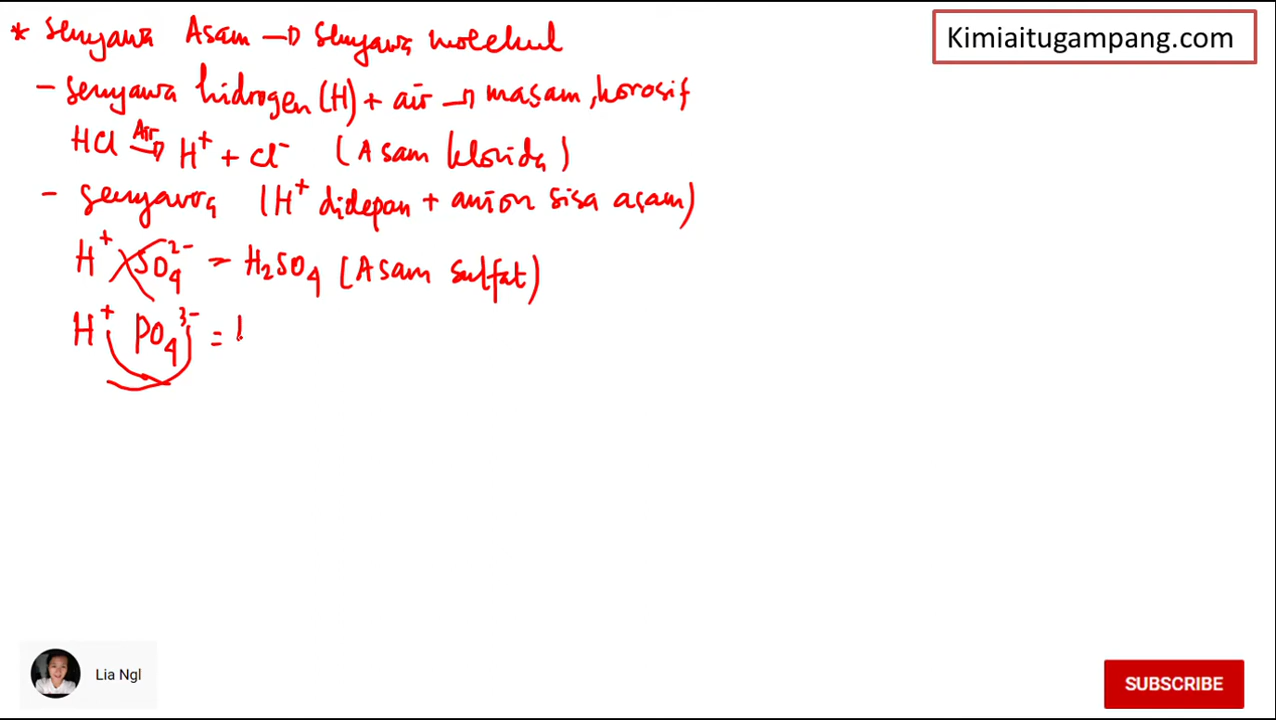 * Senyawa Asam → Senyawa molekul
Kimiaitugampang.com
- Senyawa hidrogen (H) + air → masam, korosif
HCl Air→ H⁺ + Cl⁻ (Asam klorida)
- Senyawa (H⁺ didepan + anion sisa asam)
H⁺ SO₄²⁻ = H₂SO₄ (Asam sulfat)
H⁺ PO₄³⁻ =
Lia Ngl
SUBSCRIBE